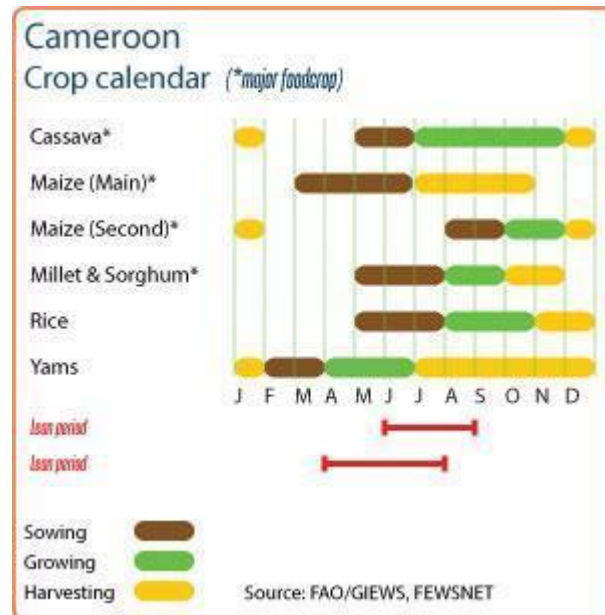 Cameroon
Crop calendar (*major foodcrop)
Cassava*
Maize (Main)*
Maize (Second)*
Millet & Sorghum*
Rice
Yams
J F M A M J J A S O N D
Lean period
Lean period
Sowing
Growing
Harvesting
Source: FAO/GIEWS, FEWSNET